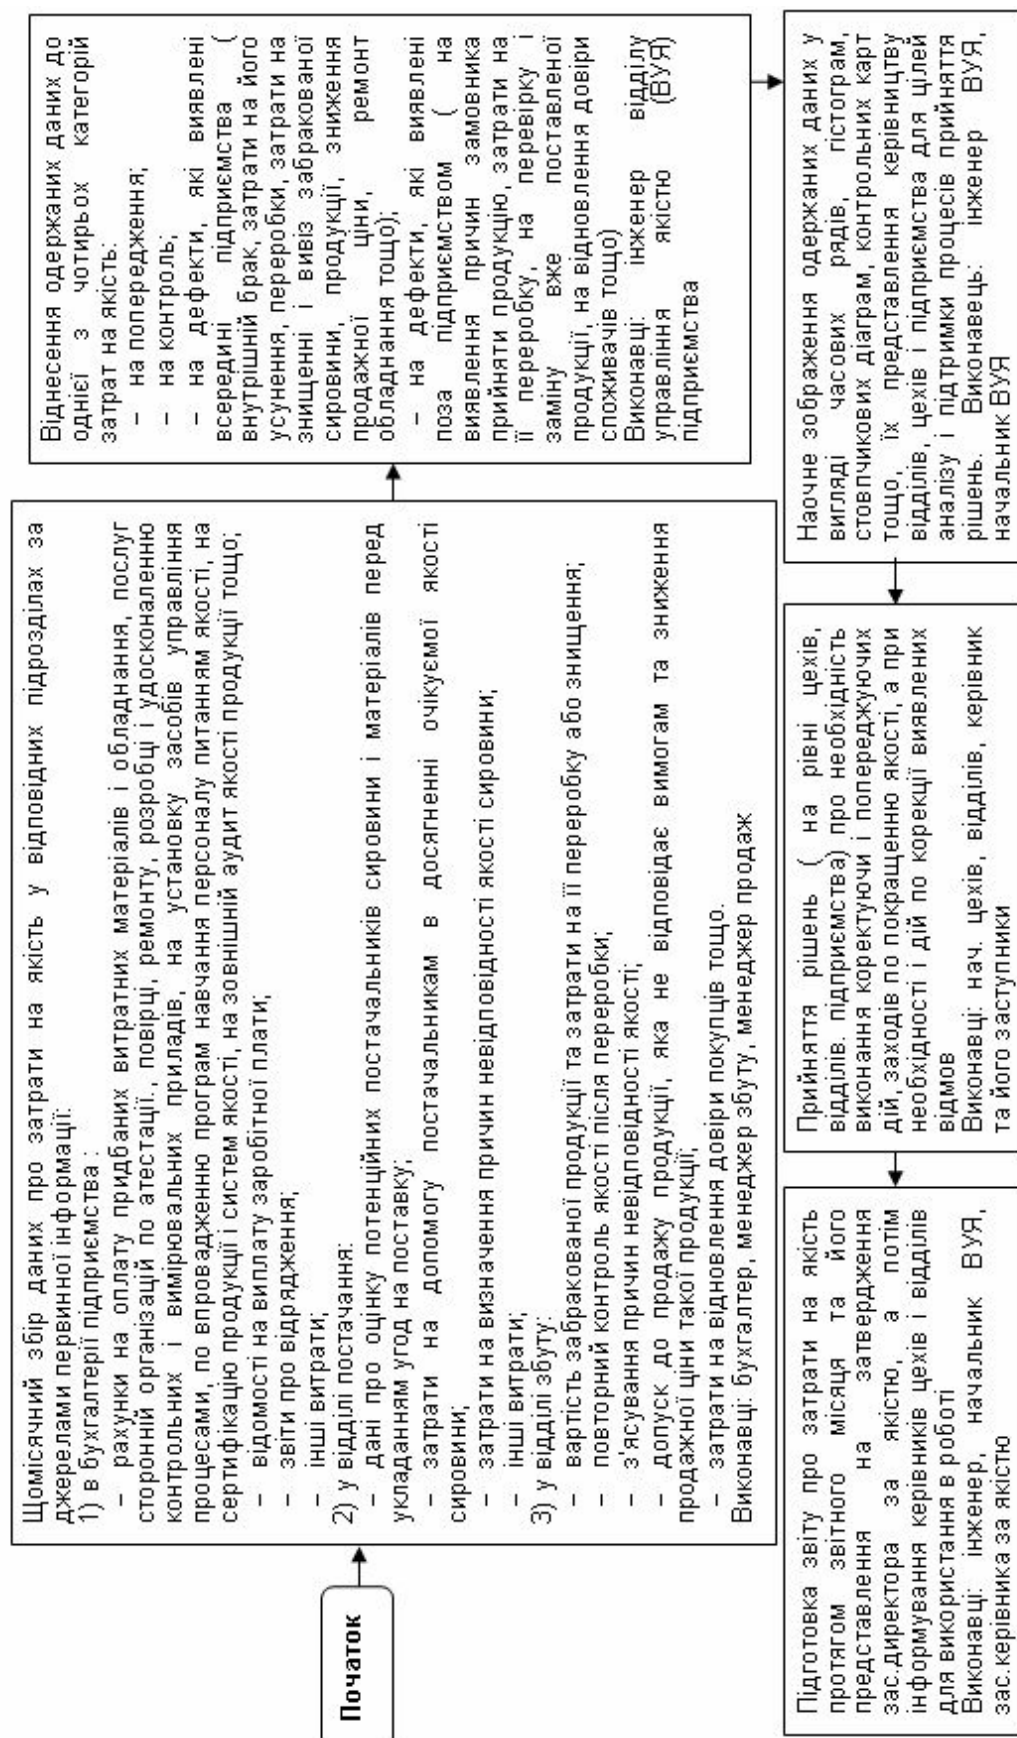 Початок
Щомісячний збір даних про затрати на якість у відповідних підрозділах за
джерелами первинної інформації:
1) в бухгалтерії підприємства :
– рахунки на оплату придбаних витратних матеріалів і обладнання, послуг
сторонній організацій по атестації, повірці, ремонту, розробці і удосконаленню
контрольних і вимірювальних приладів, на установку засобів управління
процесами, по впровадженню програм навчання персоналу питанням якості, на
сертифікацію продукції і систем якості, на зовнішній аудит якості продукції тощо;
– відомості на виплату заробітної плати;
– звіти про відрядження;
– інші витрати;
2) у відділі постачання:
– дані про оцінку потенційних постачальників сировини і матеріалів перед
укладанням угод на поставку;
– затрати на допомогу постачальникам в досягненні очікуємої якості
сировини;
– затрати на визначення причин невідповідності якості сировини;
– інші витрати;
3) у відділі збуту:
– вартість забракованої продукції та затрати на її переробку або знищення;
– повторний контроль якості після переробки;
– з'ясування причин невідповідності якості;
– допуск до продажу продукції, яка не відповідає вимогам та зниження
продажної ціни такої продукції;
– затрати на відновлення довіри покупців тощо.
Виконавці: бухгалтер, менеджер збуту, менеджер продаж
Віднесення одержаних даних до
однієї з чотирьох категорій
затрат на якість:
– на попередження;
– на контроль;
– на дефекти, які виявлені
всередині підприємства (
внутрішній брак, затрати на його
усунення, переробки, затрати на
знищенні і вивіз забракованої
сировини, продукції, зниження
продажної ціни, ремонт
обладнання тощо);
– на дефекти, які виявлені
поза підприємством ( на
виявлення причин замовника
прийняти продукцію, затрати на
її переробку, на перевірку і
заміну вже поставленої
продукції, на відновлення довіри
споживачів тощо)
Виконавці: інженер відділу
управління якістю (ВУЯ)
підприємства
Наочне зображення одержаних даних у
вигляді часових рядів, гістограм,
стовпчикових діаграм, контрольних карт
тощо, їх представлення керівництву
відділів, цехів і підприємства для цілей
аналізу і підтримки процесів прийняття
рішень. Виконавець: інженер ВУЯ,
начальник ВУЯ
Прийняття рішень ( на рівні цехів,
відділів. підприємства) про необхідність
виконання коректуючи і попереджуючих
дій, заходів по покращенню якості, а при
необхідності і дій по корекції виявлених
відмов
Виконавці: нач. цехів, відділів, керівник
та його заступники
Підготовка звіту про затрати на якість
протягом звітного місяця та його
представлення на затвердження
зас.директора за якістю, а потім
інформування керівників цехів і відділів
для використання в роботі
Виконавці: інженер, начальник ВУЯ,
зас.керівника за якістю